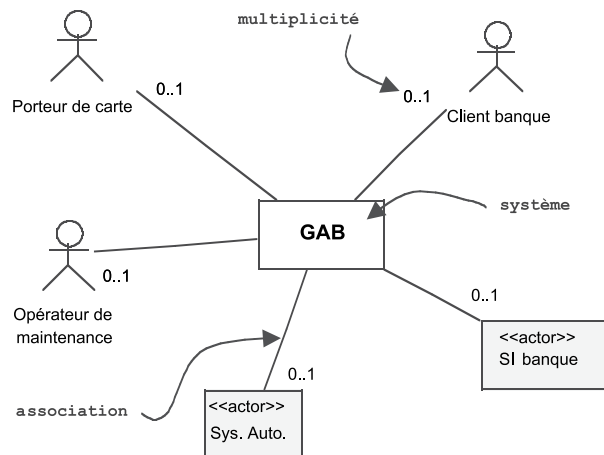 multiplicité
Porteur de carte
0..1
0..1
Client banque
système
GAB
0..1
Opérateur de
maintenance
0..1
<<actor>>
SI banque
association
0..1
<<actor>>
Sys. Auto.